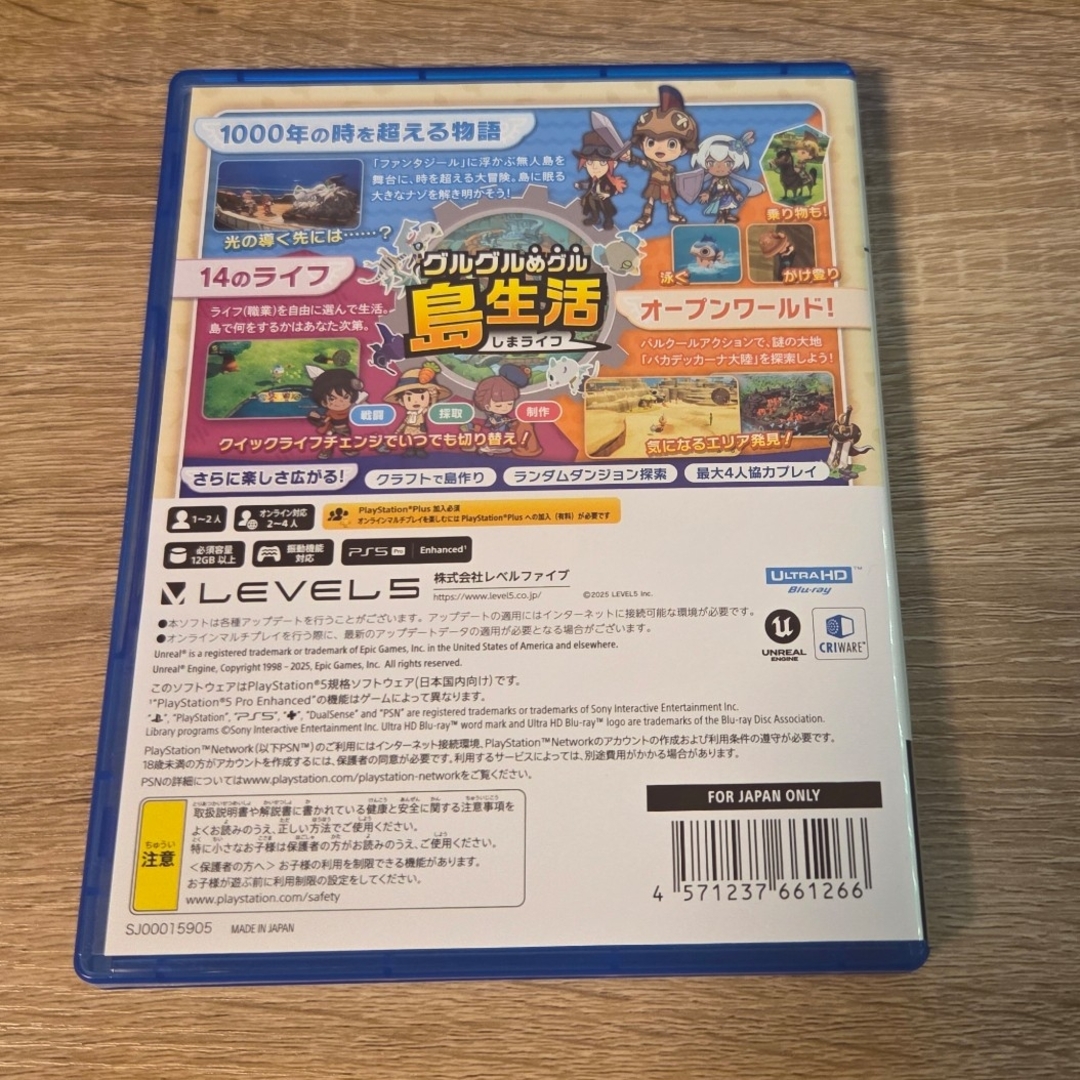 1000年の時を超える物語
「ファンタジール」に浮かぶ無人島を
舞台に、時を超える大冒険。島に眠る
大きなナゾを解き明かそう!
光の導く先には……?
乗り物も!
泳ぐ
がけ登り
14のライフ
ライフ(職業)を自由に選んで生活。
島で何をするかはあなた次第。
グルグルめグル
島生活
しまライフ
オープンワールド!
パルクールアクションで、謎の大地
「バカデッカーナ大陸」を探索しよう!
戦闘
採取
制作
クイックライフチェンジでいつでも切り替え!
気になるエリア発見!
さらに楽しさ広がる!
クラフトで島作り
ランダムダンジョン探索
最大4人協力プレイ
1~2人
オンライン対応
2~4人
PlayStation®Plus 加入必須
オンラインマルチプレイを楽しむには PlayStation®Plus への加入(有料)が必要です
必須容量
12GB以上
振動機能
対応
PS5 Pro Enhanced¹
LEVEL5
株式会社レベルファイブ
https://www.level5.co.jp/
©2025 LEVEL5 Inc.
ULTRA HD™
Blu-ray
●本ソフトは各種アップデートを行うことがございます。アップデートの適用にはインターネットに接続可能な環境が必要です。
●オンラインマルチプレイを行う際に、最新のアップデートデータの適用が必要となる場合がございます。
Unreal® is a registered trademark or trademark of Epic Games, Inc. in the United States of America and elsewhere.
Unreal® Engine, Copyright 1998 – 2025, Epic Games, Inc. All rights reserved.
UNREAL
ENGINE
CRIWARE™
このソフトウェアはPlayStation®5規格ソフトウェア(日本国内向け)です。
¹"PlayStation®5 Pro Enhanced"の機能はゲームによって異なります。
" ", "PlayStation", "PS5", " ", "DualSense" and "PSN" are registered trademarks or trademarks of Sony Interactive Entertainment Inc.
Library programs ©Sony Interactive Entertainment Inc. Ultra HD Blu-ray™ word mark and Ultra HD Blu-ray™ logo are trademarks of the Blu-ray Disc Association.
PlayStation™Network(以下PSN™)のご利用にはインターネット接続環境、PlayStation™Networkのアカウントの作成および利用条件の遵守が必要です。
18歳未満の方がアカウントを作成するには、保護者の同意が必要です。利用するサービスによっては、別途費用がかかる場合があります。
PSNの詳細についてはwww.playstation.com/playstation-networkをご覧ください。
ちゅうい
注意
取扱説明書や解説書に書かれている健康と安全に関する注意事項を
よくお読みのうえ、正しい方法でご使用ください。
特に小さなお子様は保護者の方がお読みのうえ、ご使用ください。
<保護者の方へ> お子様の利用を制限できる機能があります。
お子様が遊ぶ前に利用制限の設定をしてください。
www.playstation.com/safety
FOR JAPAN ONLY
4 571237 661266
SJ00015905 MADE IN JAPAN